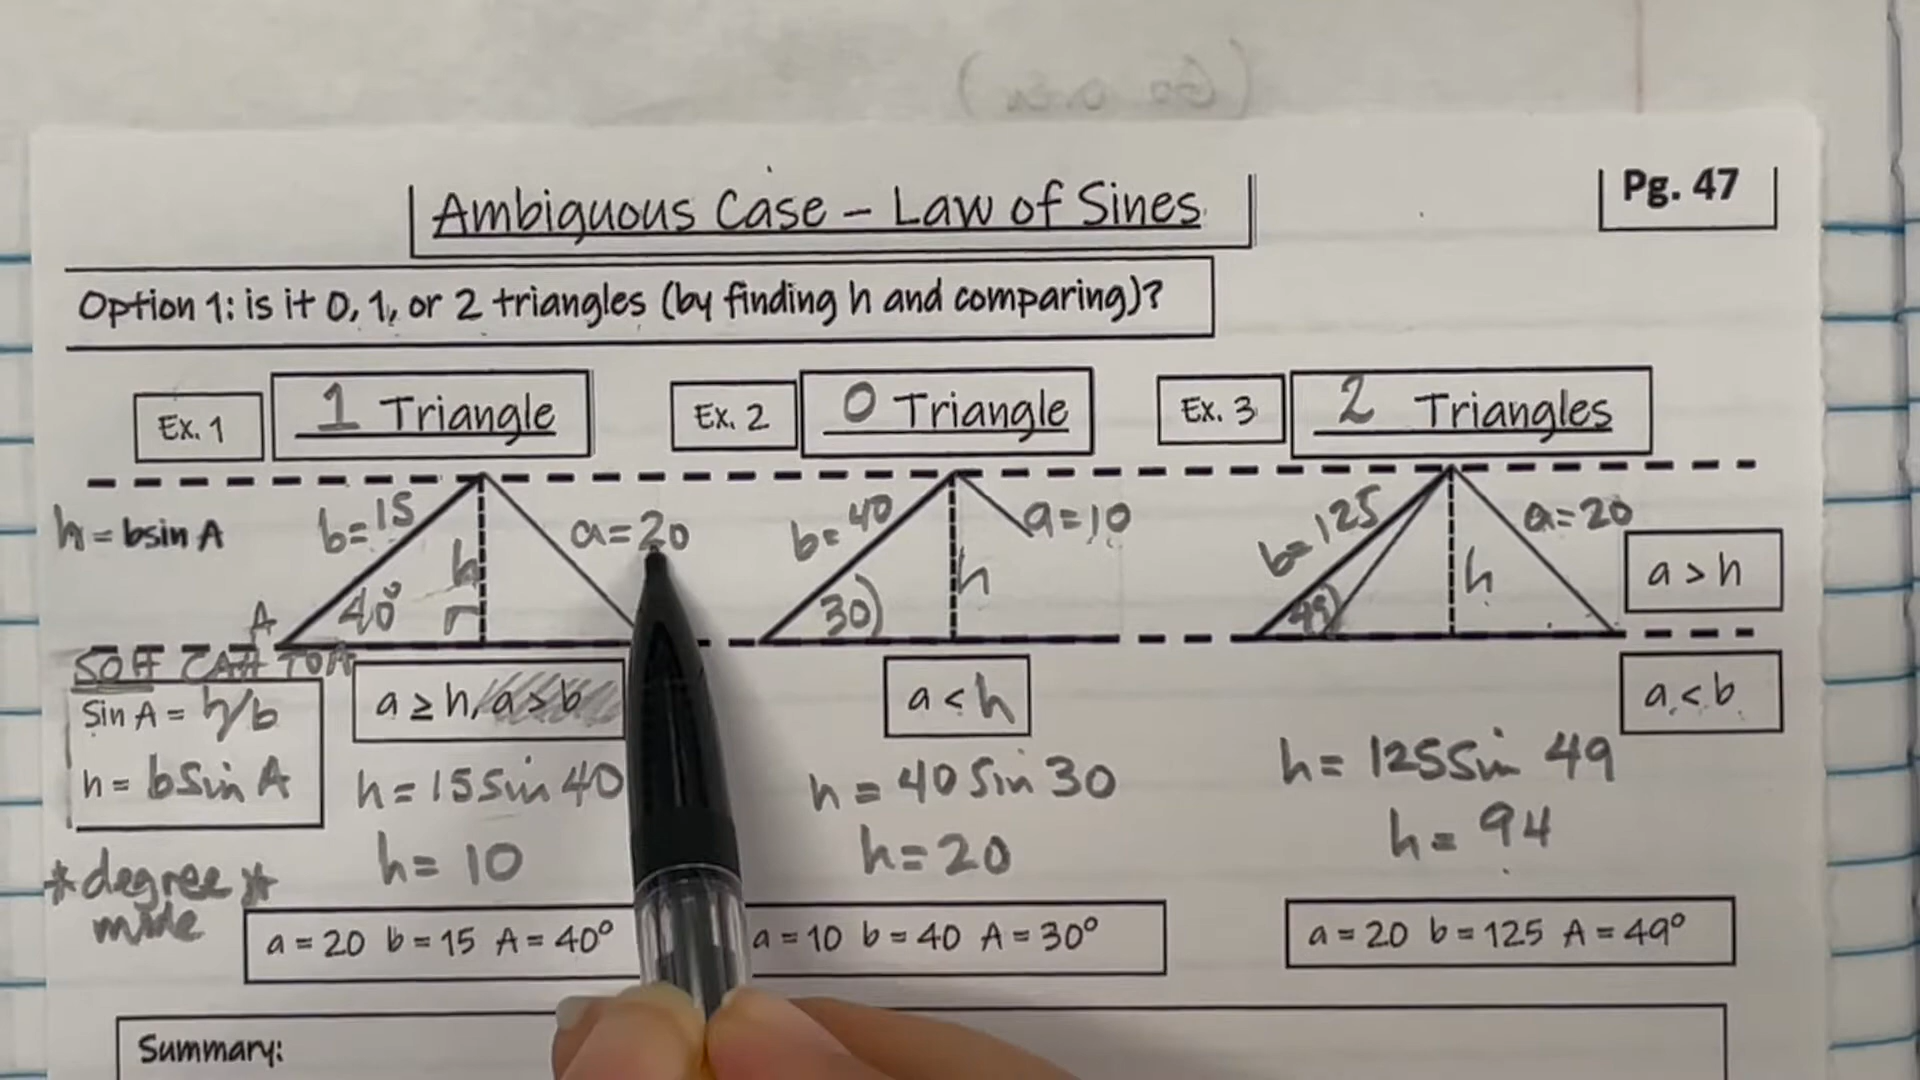 Ambiguous Case – Law of Sines
Pg. 47
Option 1: is it 0, 1, or 2 triangles (by finding h and comparing)?
Ex. 1
1 Triangle
Ex. 2
0 Triangle
Ex. 3
2 Triangles
h = bsin A
b=15
a=20
h
A
40°
b=40
a=10
h
30
b=125
a=20
h
49
a > h
SOH CAH TOA
Sin A = h/b
h = bSin A
a ≥ h, a > b
a < h
a < b
h=15sin 40
h= 10
h = 40 Sin 30
h=20
h= 125sin 49
h= 94
*degree*
mode
a = 20 b = 15 A = 40°
a = 10 b = 40 A = 30°
a = 20 b = 125 A = 49°
Summary: